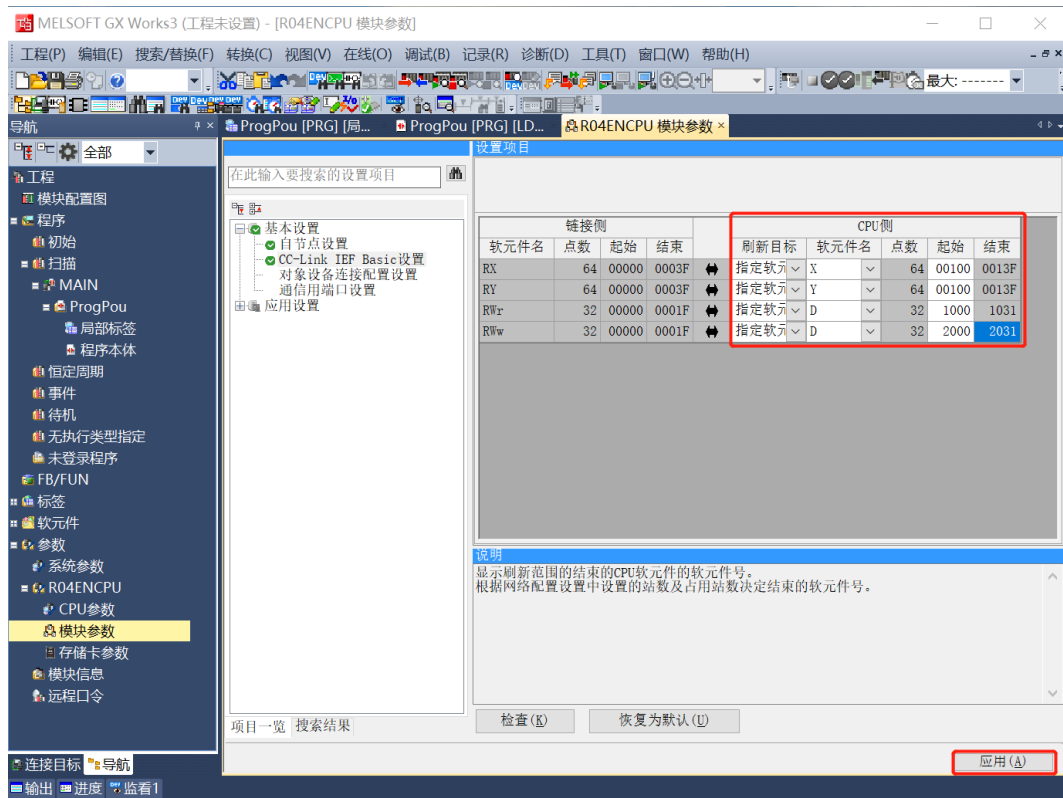 MELSOFT GX Works3 (工程未设置) - [R04ENCPU 模块参数]
工程(P) 编辑(E) 搜索/替换(F) 转换(C) 视图(V) 在线(O) 调试(B) 记录(R) 诊断(D) 工具(T) 窗口(W) 帮助(H)
最大: -------
导航
ProgPou [PRG] [局... ProgPou [PRG] [LD... R04ENCPU 模块参数
全部
工程
模块配置图
程序
初始
扫描
MAIN
ProgPou
局部标签
程序本体
恒定周期
事件
待机
无执行类型指定
未登录程序
FB/FUN
标签
软元件
参数
系统参数
R04ENCPU
CPU参数
模块参数
存储卡参数
模块信息
远程口令
连接目标 导航
输出 进度 监看1
在此输入要搜索的设置项目
基本设置
自节点设置
CC-Link IEF Basic设置
对象设备连接配置设置
通信用端口设置
应用设置
项目一览 搜索结果
设置项目
链接侧 CPU侧
软元件名 点数 起始 结束 刷新目标 软元件名 点数 起始 结束
RX 64 00000 0003F 指定软元 X 64 00100 0013F
RY 64 00000 0003F 指定软元 Y 64 00100 0013F
RWr 32 00000 0001F 指定软元 D 32 1000 1031
RWw 32 00000 0001F 指定软元 D 32 2000 2031
说明
显示刷新范围的结束的CPU软元件的软元件号。
根据网络配置设置中设置的站数及占用站数决定结束的软元件号。
检查(K) 恢复为默认(U)
应用(A)